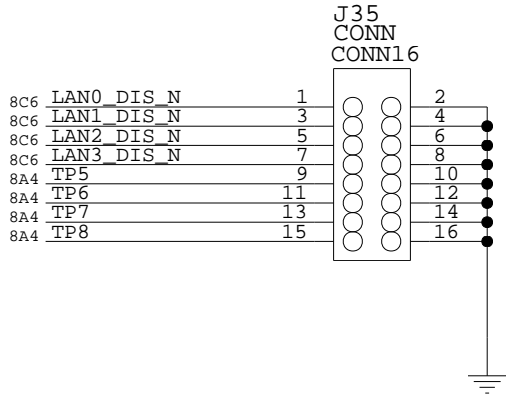 J35
CONN
CONN16
8C6 LAN0_DIS_N 1 2
8C6 LAN1_DIS_N 3 4
8C6 LAN2_DIS_N 5 6
8C6 LAN3_DIS_N 7 8
8A4 TP5 9 10
8A4 TP6 11 12
8A4 TP7 13 14
8A4 TP8 15 16